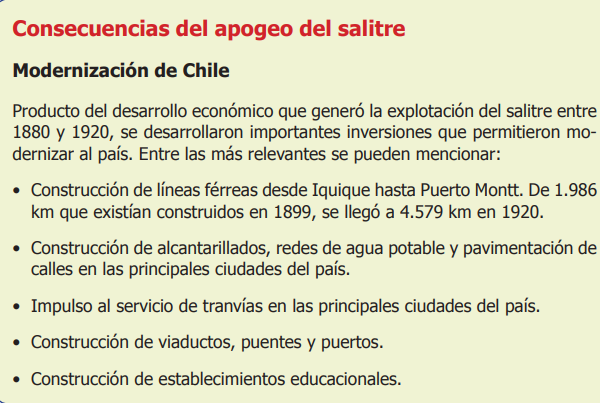 Consecuencias del apogeo del salitre
Modernización de Chile
Producto del desarrollo económico que generó la explotación del salitre entre
1880 y 1920, se desarrollaron importantes inversiones que permitieron mo-
dernizar al país. Entre las más relevantes se pueden mencionar:
• Construcción de líneas férreas desde Iquique hasta Puerto Montt. De 1.986
km que existían construidos en 1899, se llegó a 4.579 km en 1920.
• Construcción de alcantarillados, redes de agua potable y pavimentación de
calles en las principales ciudades del país.
• Impulso al servicio de tranvías en las principales ciudades del país.
• Construcción de viaductos, puentes y puertos.
• Construcción de establecimientos educacionales.